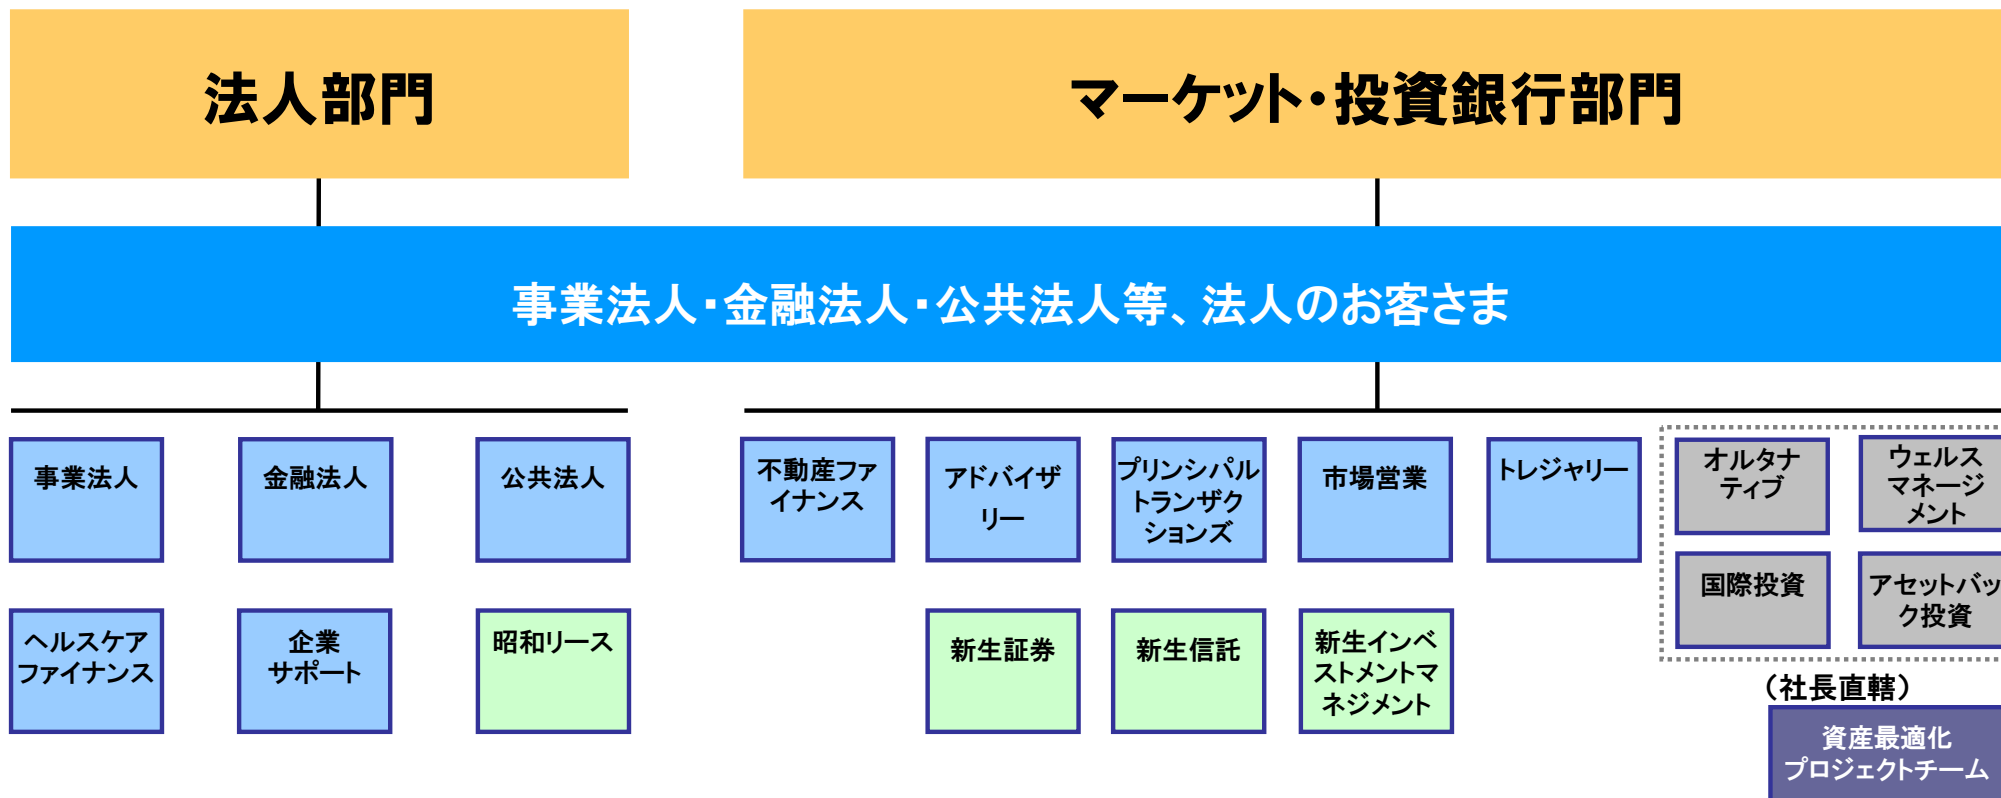 法人部門
マーケット・投資銀行部門
事業法人・金融法人・公共法人等、法人のお客さま
事業法人
金融法人
公共法人
不動産ファ
イナンス
アドバイザ
リー
プリンシパル
トランザク
ションズ
市場営業
トレジャリー
オルタナ
ティブ
ウェルス
マネージ
メント
国際投資
アセットバッ
ク投資
ヘルスケア
ファイナンス
企業
サポート
昭和リース
新生証券
新生信託
新生インベ
ストメントマ
ネジメント
（社長直轄）
資産最適化
プロジェクトチーム